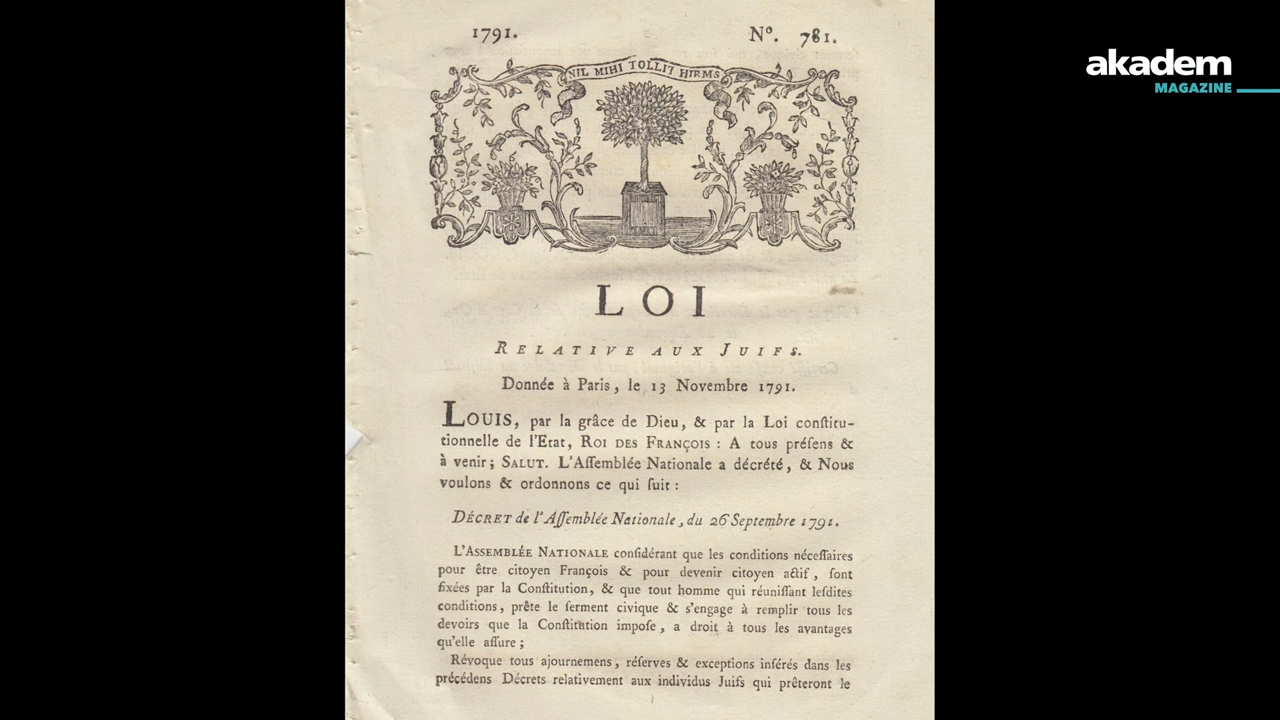 1791.
Nº. 781.
NIL MIHI TOLLIT HIEMS
akadem
MAGAZINE
LOI
RELATIVE AUX JUIFS.
Donnée à Paris, le 13 Novembre 1791.
LOUIS, par la grâce de Dieu, & par la Loi conſtitu-
tionnelle de l'Etat, ROI DES FRANÇOIS : A tous préſens &
à venir ; SALUT. L'Aſſemblée Nationale a décrété, & Nous
voulons & ordonnons ce qui ſuit :
DÉCRET de l'Aſſemblée Nationale, du 26 Septembre 1791.
L'ASSEMBLÉE NATIONALE conſidérant que les conditions néceſſaires
pour être citoyen François & pour devenir citoyen actif, ſont
fixées par la Conſtitution, & que tout homme qui réuniſſant leſdites
conditions, prête le ſerment civique & s'engage à remplir tous les
devoirs que la Conſtitution impoſe, a droit à tous les avantages
qu'elle aſſure ;
Révoque tous ajournemens, réſerves & exceptions inſérés dans les
précédens Décrets relativement aux individus Juifs qui prêteront le